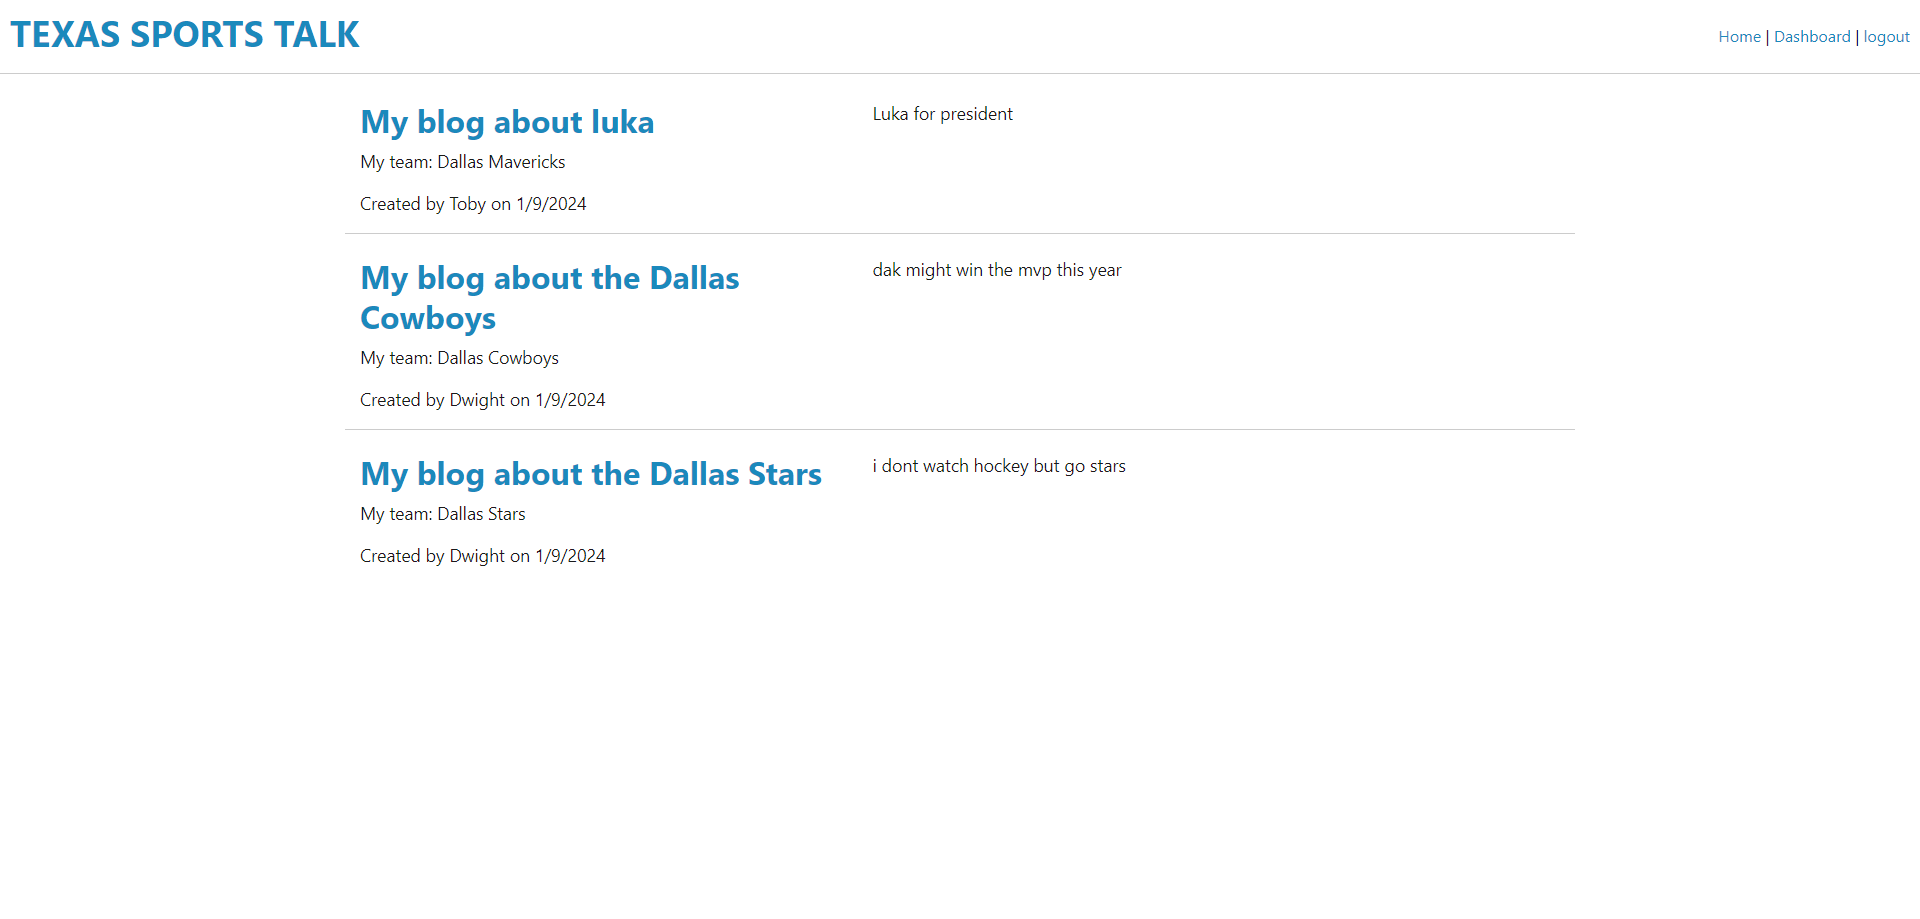 TEXAS SPORTS TALK
Home | Dashboard | logout
My blog about luka
My team: Dallas Mavericks
Created by Toby on 1/9/2024
Luka for president
My blog about the Dallas
Cowboys
My team: Dallas Cowboys
Created by Dwight on 1/9/2024
dak might win the mvp this year
My blog about the Dallas Stars
My team: Dallas Stars
Created by Dwight on 1/9/2024
i dont watch hockey but go stars